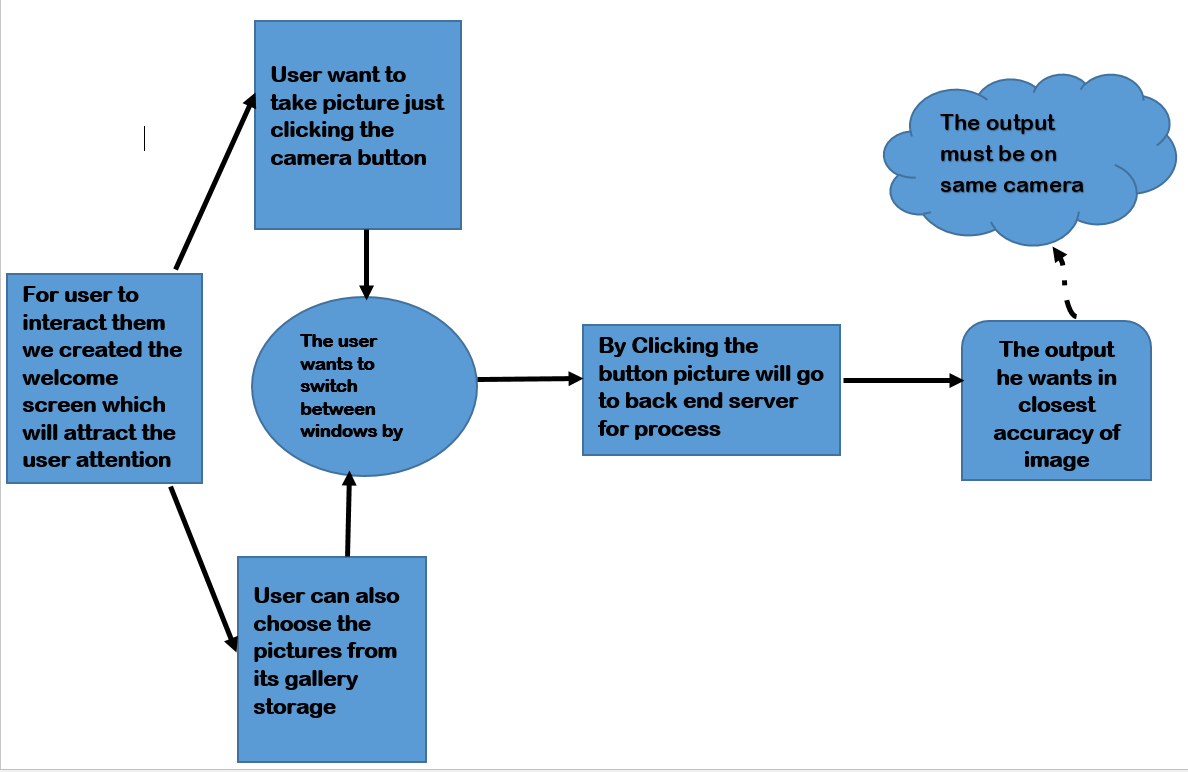 For user to
interact them
we created the
welcome
screen which
will attract the
user attention
User want to
take picture just
clicking the
camera button
The user
wants to
switch
between
windows by
User can also
choose the
pictures from
its gallery
storage
By Clicking the
button picture will go
to back end server
for process
The output
he wants in
closest
accuracy of
image
The output
must be on
same camera